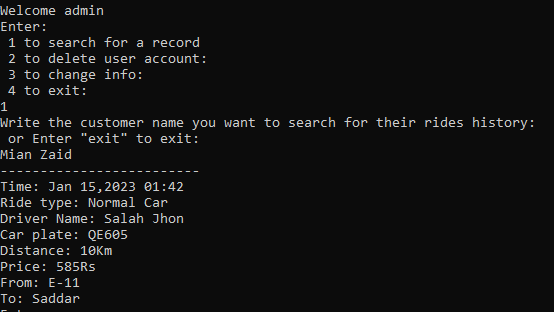 Welcome admin
Enter:
 1 to search for a record
 2 to delete user account:
 3 to change info:
 4 to exit:
1
Write the customer name you want to search for their rides history:
 or Enter "exit" to exit:
Mian Zaid
-------------------------
Time: Jan 15,2023 01:42
Ride type: Normal Car
Driver Name: Salah Jhon
Car plate: QE605
Distance: 10Km
Price: 585Rs
From: E-11
To: Saddar